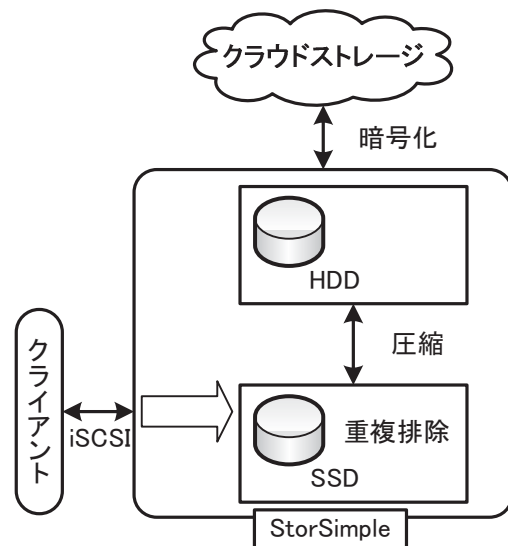 クラウドストレージ
暗号化
HDD
圧縮
クライアント
iSCSI
重複排除
SSD
StorSimple